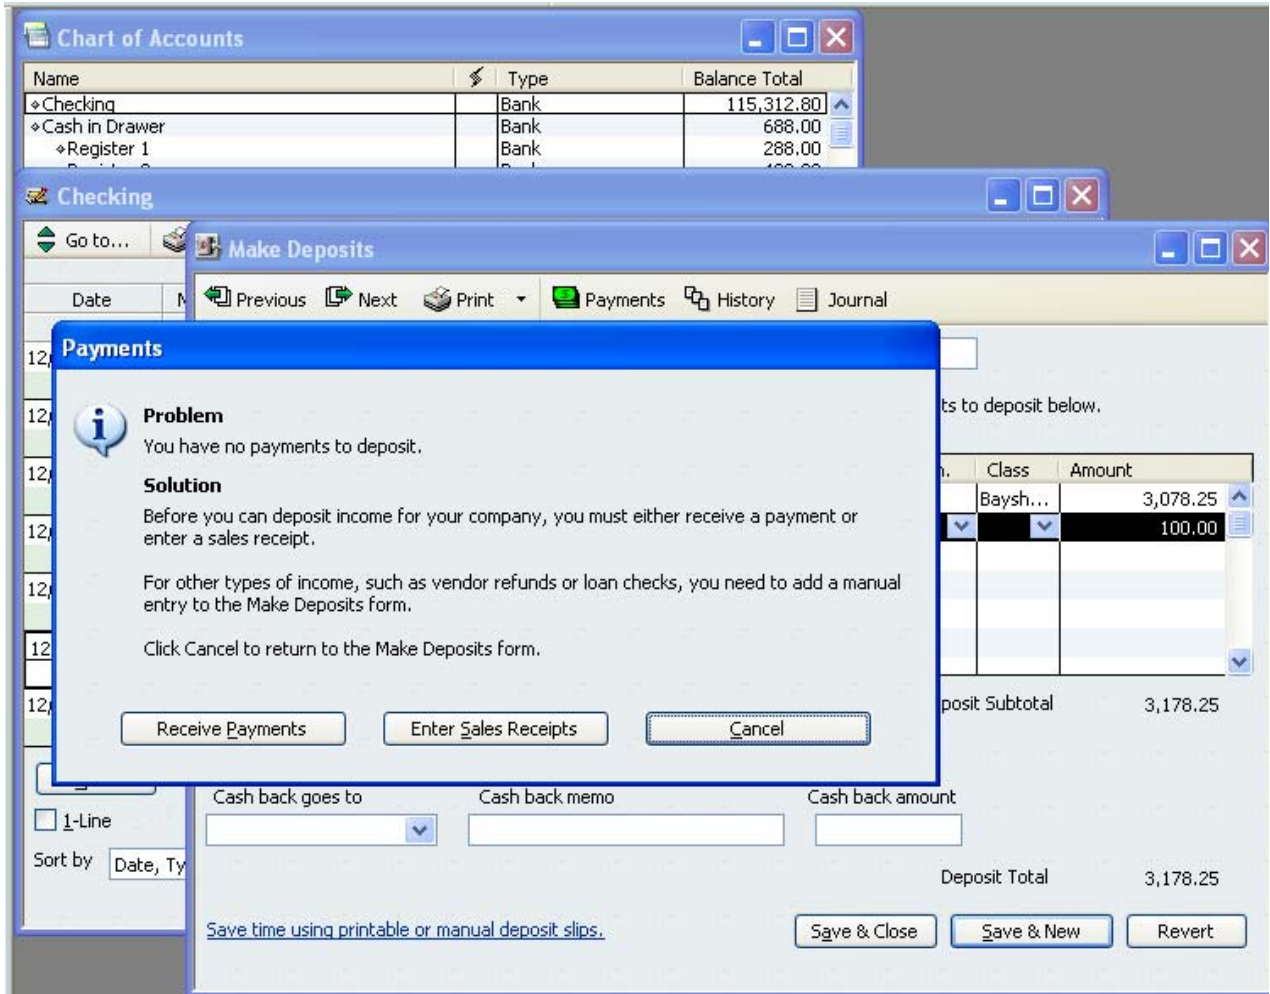 Chart of Accounts
Name Type Balance Total
Checking Bank 115,312.80
Cash in Drawer Bank 688.00
Register 1 Bank 288.00
Checking
Go to...
Make Deposits
Date
Previous Next Print Payments History Journal
Payments
12/
ts to deposit below.
12/
Problem
You have no payments to deposit.
Class Amount
12/
Solution
Baysh... 3,078.25
Before you can deposit income for your company, you must either receive a payment or
enter a sales receipt.
12/
100.00
For other types of income, such as vendor refunds or loan checks, you need to add a manual
entry to the Make Deposits form.
12/
Click Cancel to return to the Make Deposits form.
12
12/
posit Subtotal 3,178.25
Receive Payments Enter Sales Receipts Cancel
Cash back goes to Cash back memo Cash back amount
1-Line
Sort by Date, Ty
Deposit Total 3,178.25
Save time using printable or manual deposit slips.
Save & Close Save & New Revert